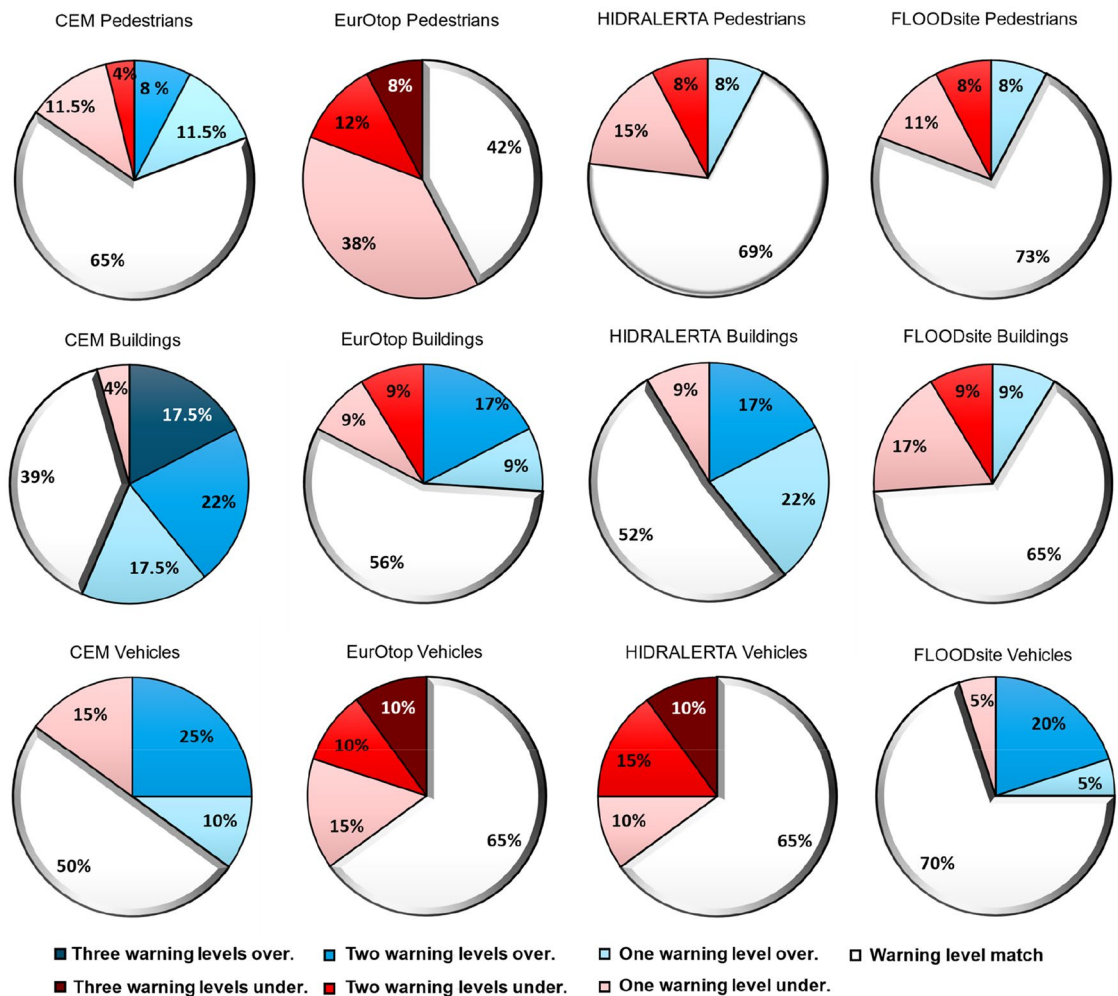 CEM Pedestrians
EurOtop Pedestrians
HIDRALERTA Pedestrians
FLOODsite Pedestrians
4%
8 %
11.5%
11.5%
65%
8%
12%
42%
38%
8%
8%
15%
69%
8%
8%
11%
73%
CEM Buildings
EurOtop Buildings
HIDRALERTA Buildings
FLOODsite Buildings
4%
17.5%
39%
22%
17.5%
9%
17%
9%
9%
56%
9%
17%
22%
52%
9%
9%
17%
65%
CEM Vehicles
EurOtop Vehicles
HIDRALERTA Vehicles
FLOODsite Vehicles
15%
25%
10%
50%
10%
10%
15%
65%
10%
15%
10%
65%
5%
20%
5%
70%
Three warning levels over.
Two warning levels over.
One warning level over.
Warning level match
Three warning levels under.
Two warning levels under.
One warning level under.